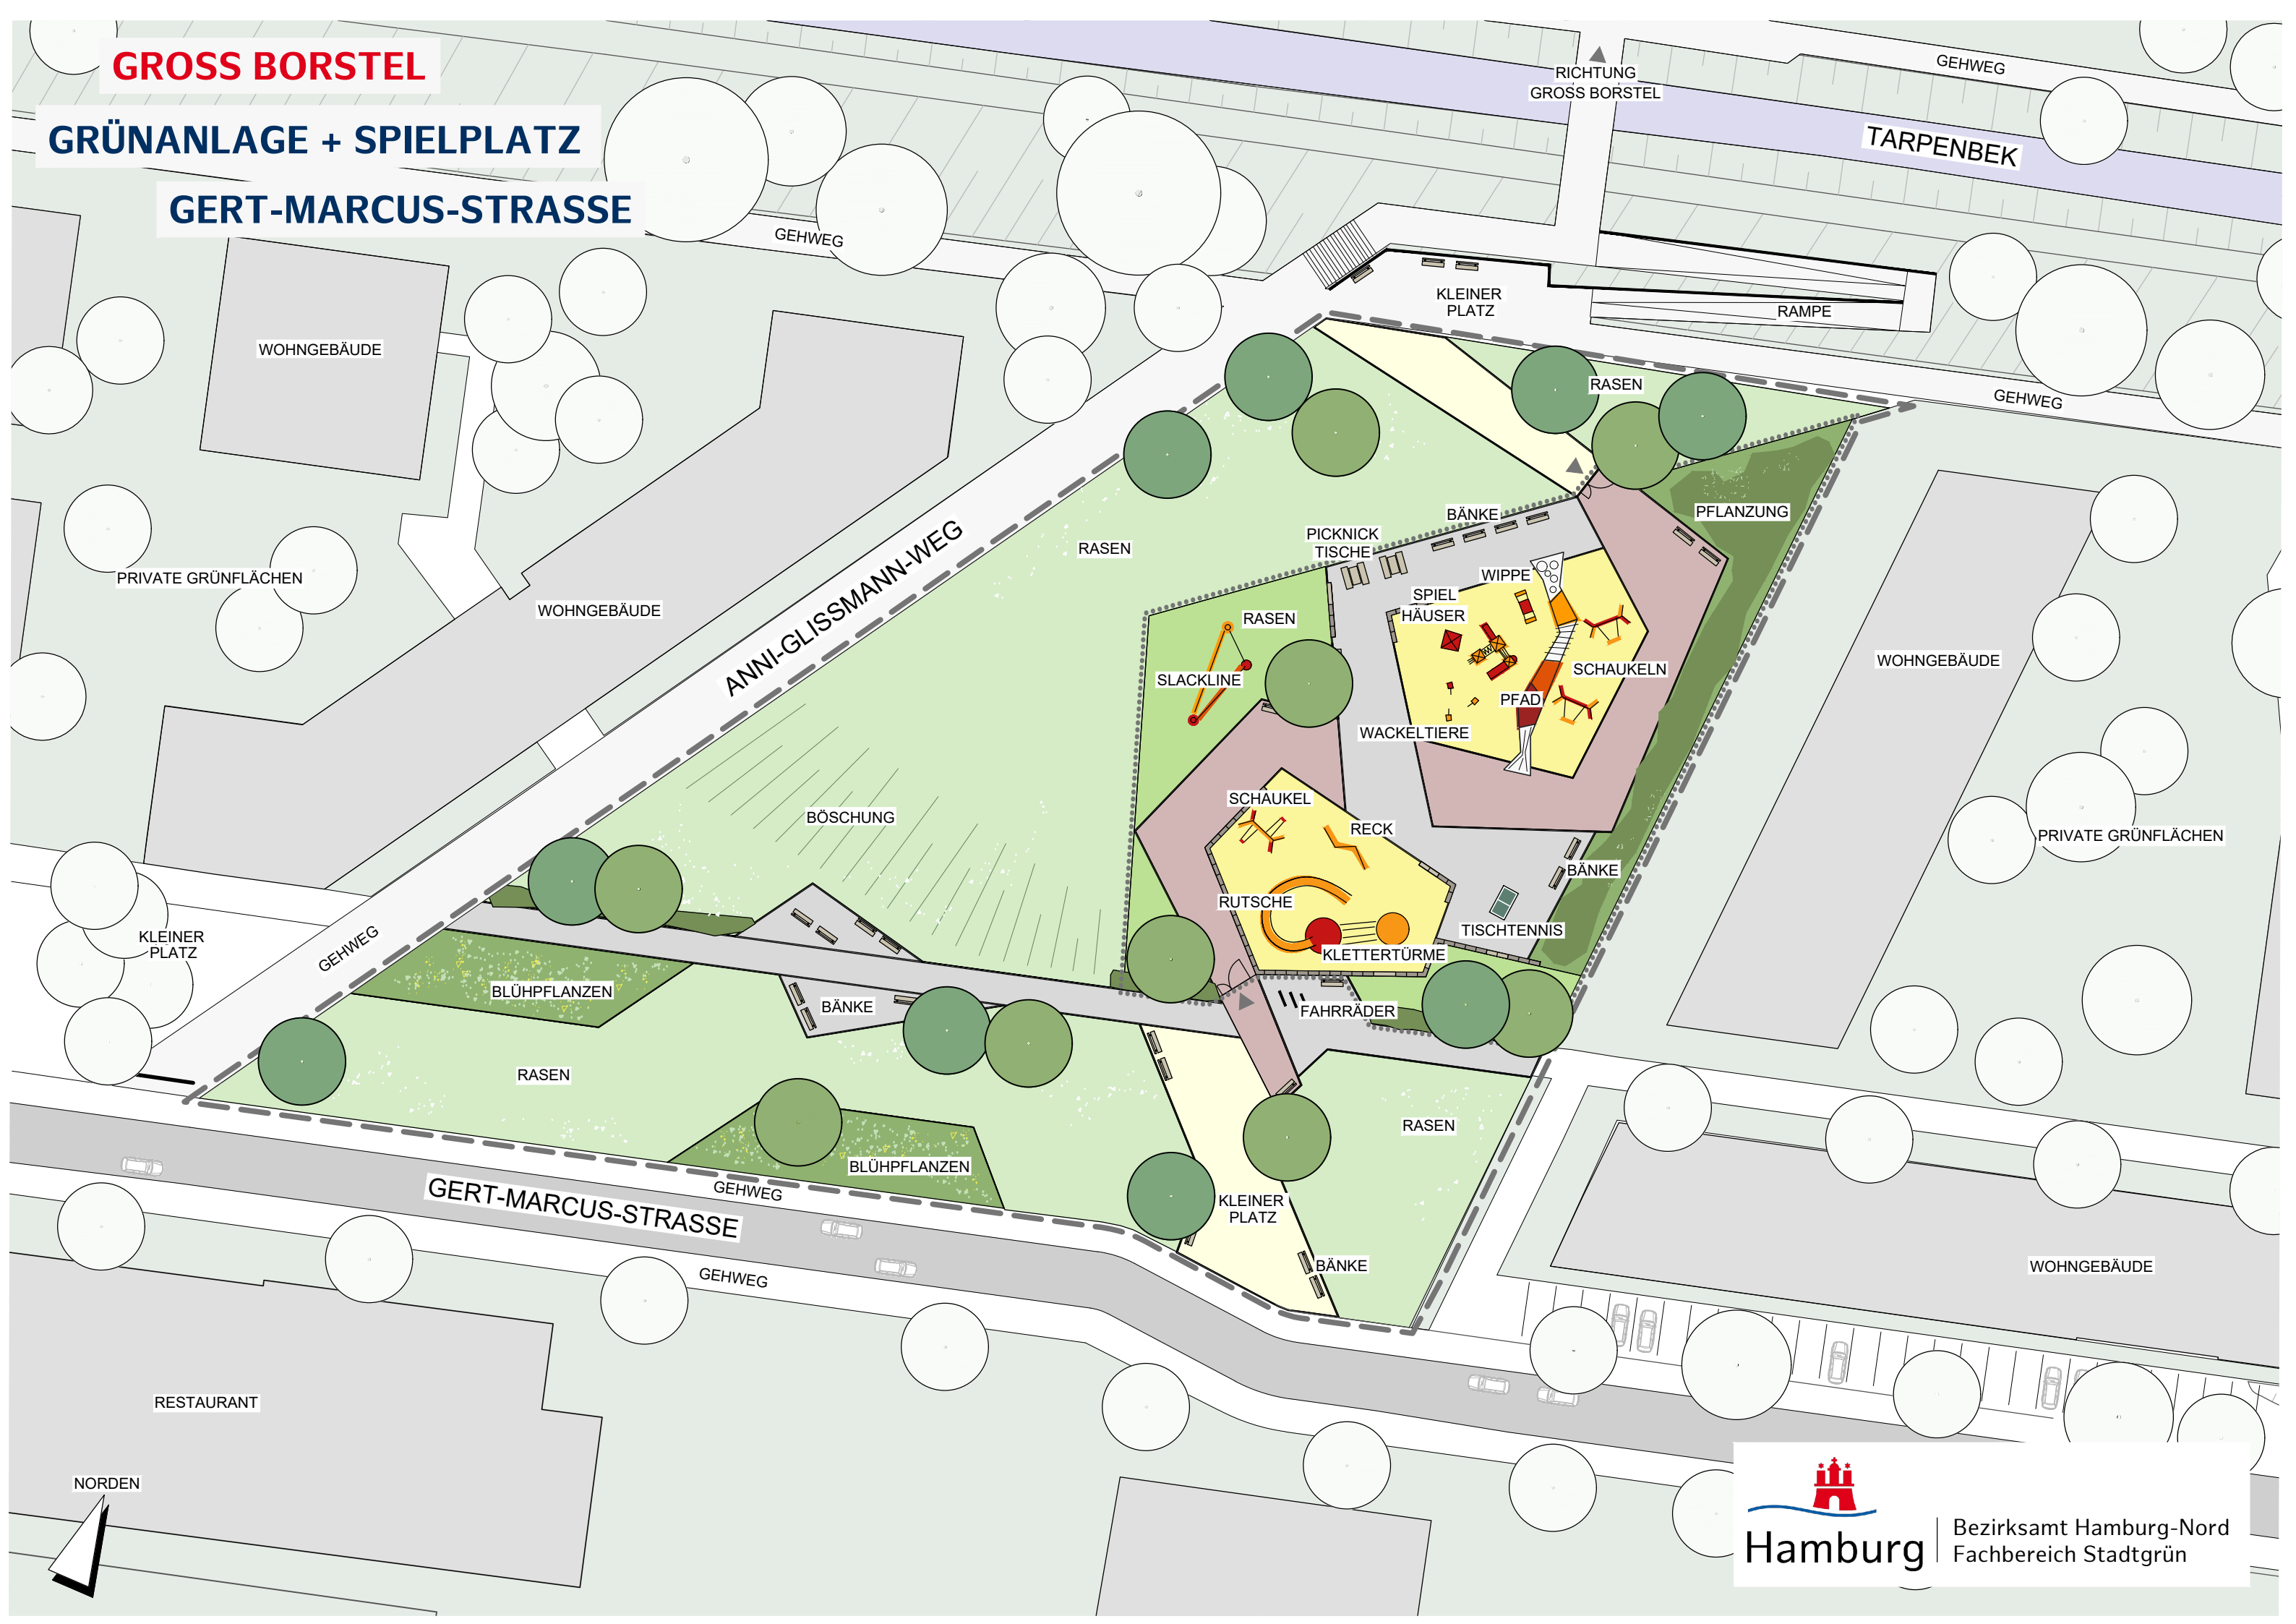 GROSS BORSTEL
GRÜNANLAGE + SPIELPLATZ
GERT-MARCUS-STRASSE
RICHTUNG
GROSS BORSTEL
GEHWEG
TARPENBEK
GEHWEG
KLEINER
PLATZ
RAMPE
WOHNGEBÄUDE
RASEN
GEHWEG
BÄNKE
PFLANZUNG
PICKNICK
TISCHE
RASEN
ANNI-GLISSMANN-WEG
PRIVATE GRÜNFLÄCHEN
WOHNGEBÄUDE
WIPPE
SPIEL
HÄUSER
RASEN
SLACKLINE
SCHAUKELN
PFAD
WACKELTIERE
WOHNGEBÄUDE
SCHAUKEL
BÖSCHUNG
RECK
PRIVATE GRÜNFLÄCHEN
BÄNKE
RUTSCHE
TISCHTENNIS
KLETTERTÜRME
KLEINER
PLATZ
GEHWEG
BLÜHPFLANZEN
BÄNKE
FAHRRÄDER
RASEN
RASEN
BLÜHPFLANZEN
GEHWEG
GERT-MARCUS-STRASSE
KLEINER
PLATZ
BÄNKE
GEHWEG
WOHNGEBÄUDE
RESTAURANT
NORDEN
Hamburg
Bezirksamt Hamburg-Nord
Fachbereich Stadtgrün